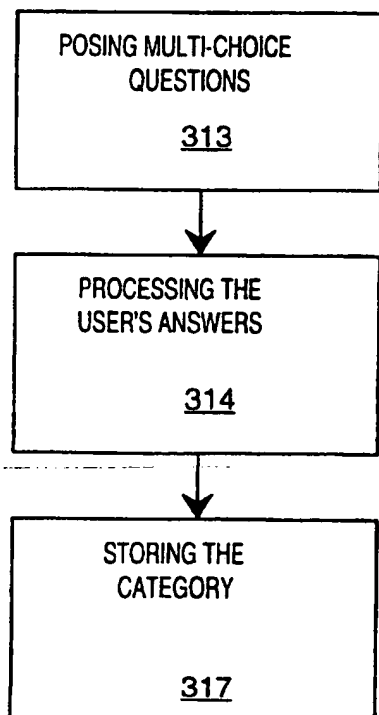 POSING MULTI-CHOICE
QUESTIONS
313
PROCESSING THE
USER'S ANSWERS
314
STORING THE
CATEGORY
317